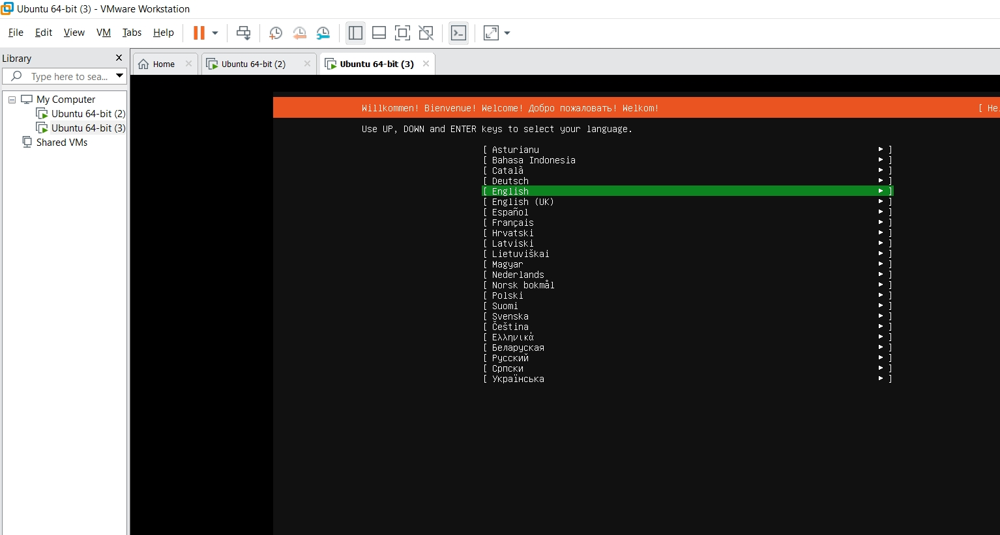 Ubuntu 64-bit (3) - VMware Workstation
File Edit View VM Tabs Help
Library
Type here to sea...
My Computer
Ubuntu 64-bit (2)
Ubuntu 64-bit (3)
Shared VMs
Home
Ubuntu 64-bit (2)
Ubuntu 64-bit (3)
Willkommen! Bienvenue! Welcome! Добро пожаловать! Welkom!
[ He
Use UP, DOWN and ENTER keys to select your language.
[ Asturianu ▸ ]
[ Bahasa Indonesia ▸ ]
[ Català ▸ ]
[ Deutsch ▸ ]
[ English ▸ ]
[ English (UK) ▸ ]
[ Español ▸ ]
[ Français ▸ ]
[ Hrvatski ▸ ]
[ Latviski ▸ ]
[ Lietuviškai ▸ ]
[ Magyar ▸ ]
[ Nederlands ▸ ]
[ Norsk bokmål ▸ ]
[ Polski ▸ ]
[ Suomi ▸ ]
[ Svenska ▸ ]
[ Čeština ▸ ]
[ Ελληνικά ▸ ]
[ Беларуская ▸ ]
[ Русский ▸ ]
[ Српски ▸ ]
[ Українська ▸ ]